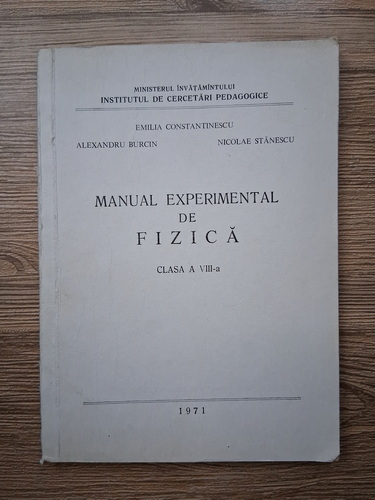 MINISTERUL ÎNVĂȚĂMÎNTULUI
INSTITUTUL DE CERCETĂRI PEDAGOGICE
EMILIA CONSTANTINESCU
ALEXANDRU BURCIN NICOLAE STĂNESCU
MANUAL EXPERIMENTAL
DE
FIZICĂ
CLASA A VIII-a
1971